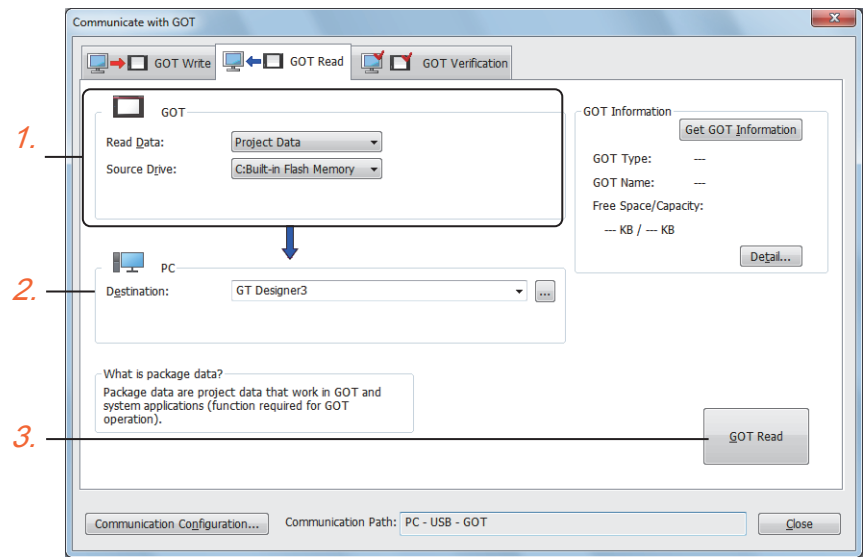 Communicate with GOT
GOT Write
GOT Read
GOT Verification
1.
GOT
Read Data:
Project Data
Source Drive:
C:Built-in Flash Memory
GOT Information
Get GOT Information
GOT Type: ---
GOT Name: ---
Free Space/Capacity:
--- KB / --- KB
Detail...
2.
PC
Destination:
GT Designer3
...
What is package data?
Package data are project data that work in GOT and
system applications (function required for GOT
operation).
3.
GOT Read
Communication Configuration...
Communication Path:
PC - USB - GOT
Close